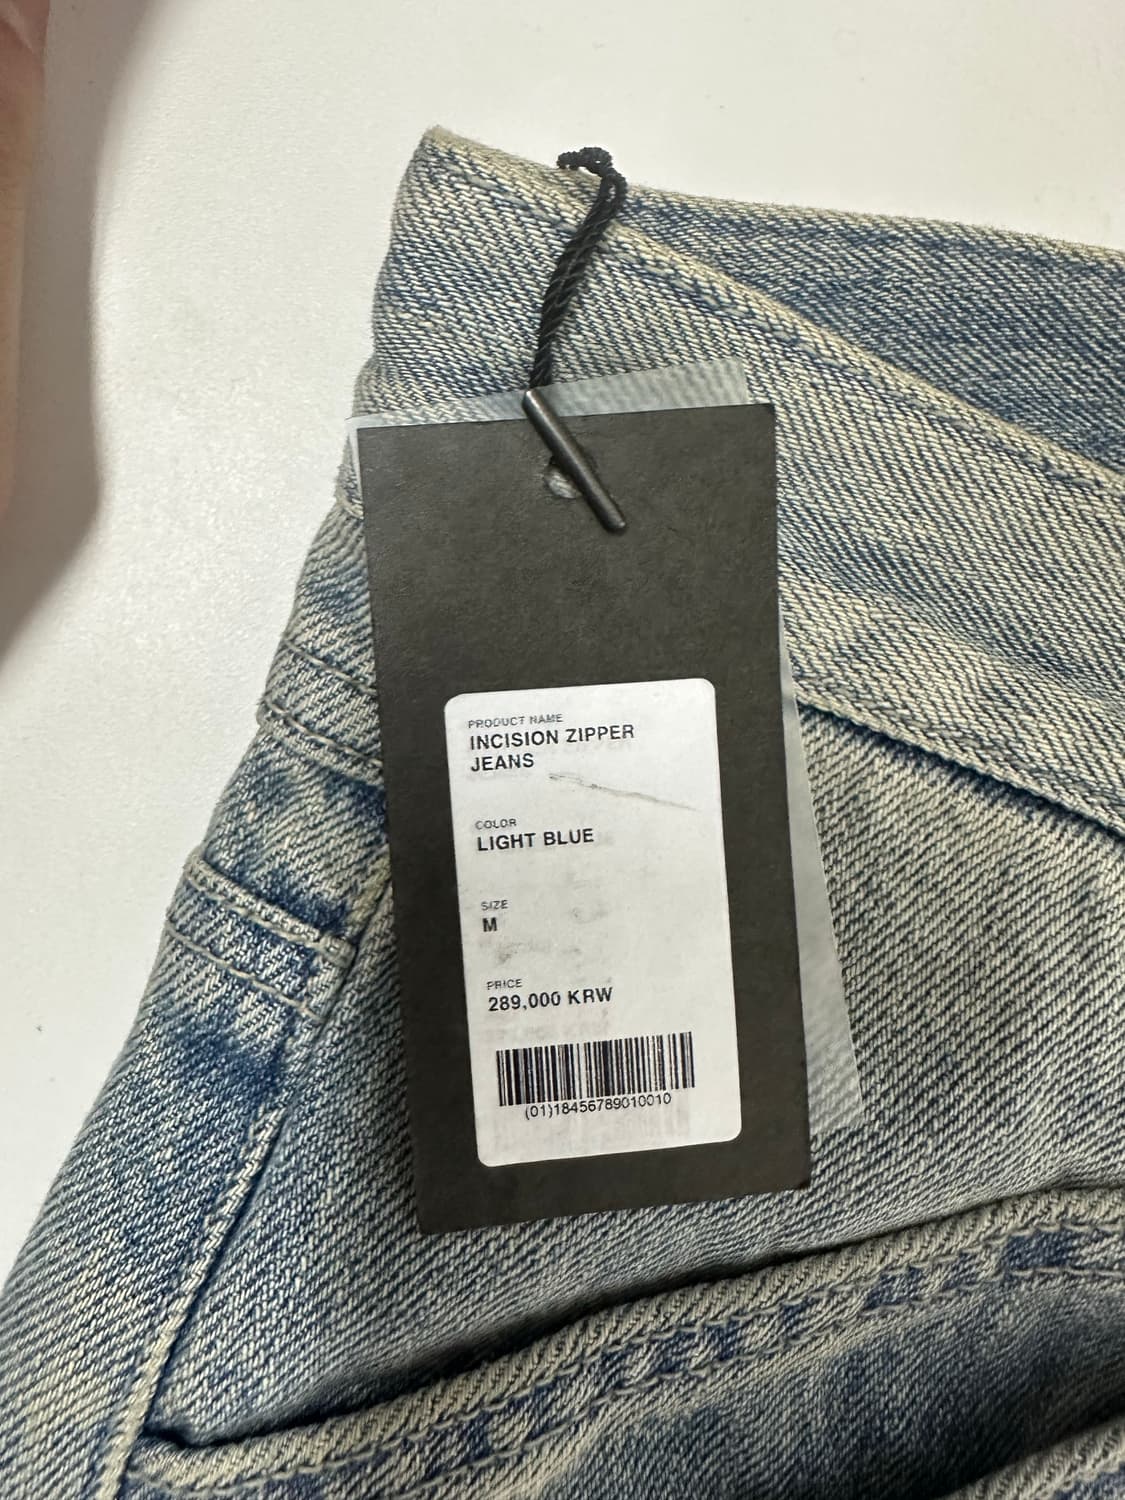 PRODUCT NAME
INCISION ZIPPER
JEANS
COLOR
LIGHT BLUE
SIZE
M
PRICE
289,000 KRW
(01)18456789010010